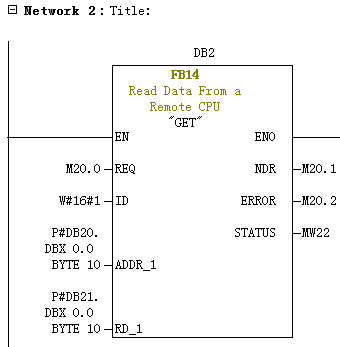 Network 2: Title:
DB2
FB14
Read Data From a
Remote CPU
"GET"
EN ENO
M20.0 REQ NDR M20.1
W#16#1 ID ERROR M20.2
P#DB20. STATUS MW22
DBX 0.0
BYTE 10 ADDR_1
P#DB21.
DBX 0.0
BYTE 10 RD_1